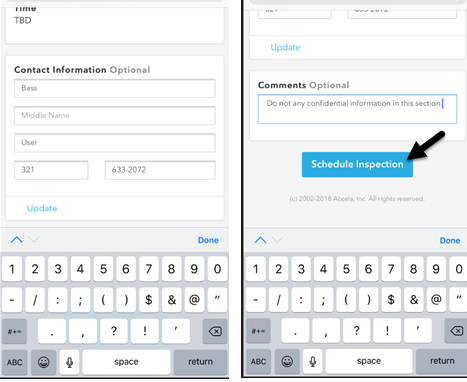 Time
TBD
Contact Information Optional
Bass
Middle Name
User
321
633-2072
Update
Done
1 2 3 4 5 6 7 8 9 0
- / : ; ( ) $ & @ "
#+= . , ? ! '
ABC space return
321
633-2072
Update
Comments Optional
Do not any confidential information in this section.
Schedule Inspection
(c) 2002-2018 Accela, Inc. All rights reserved.
Done
1 2 3 4 5 6 7 8 9 0
- / : ; ( ) $ & @ "
#+= . , ? ! '
ABC space return